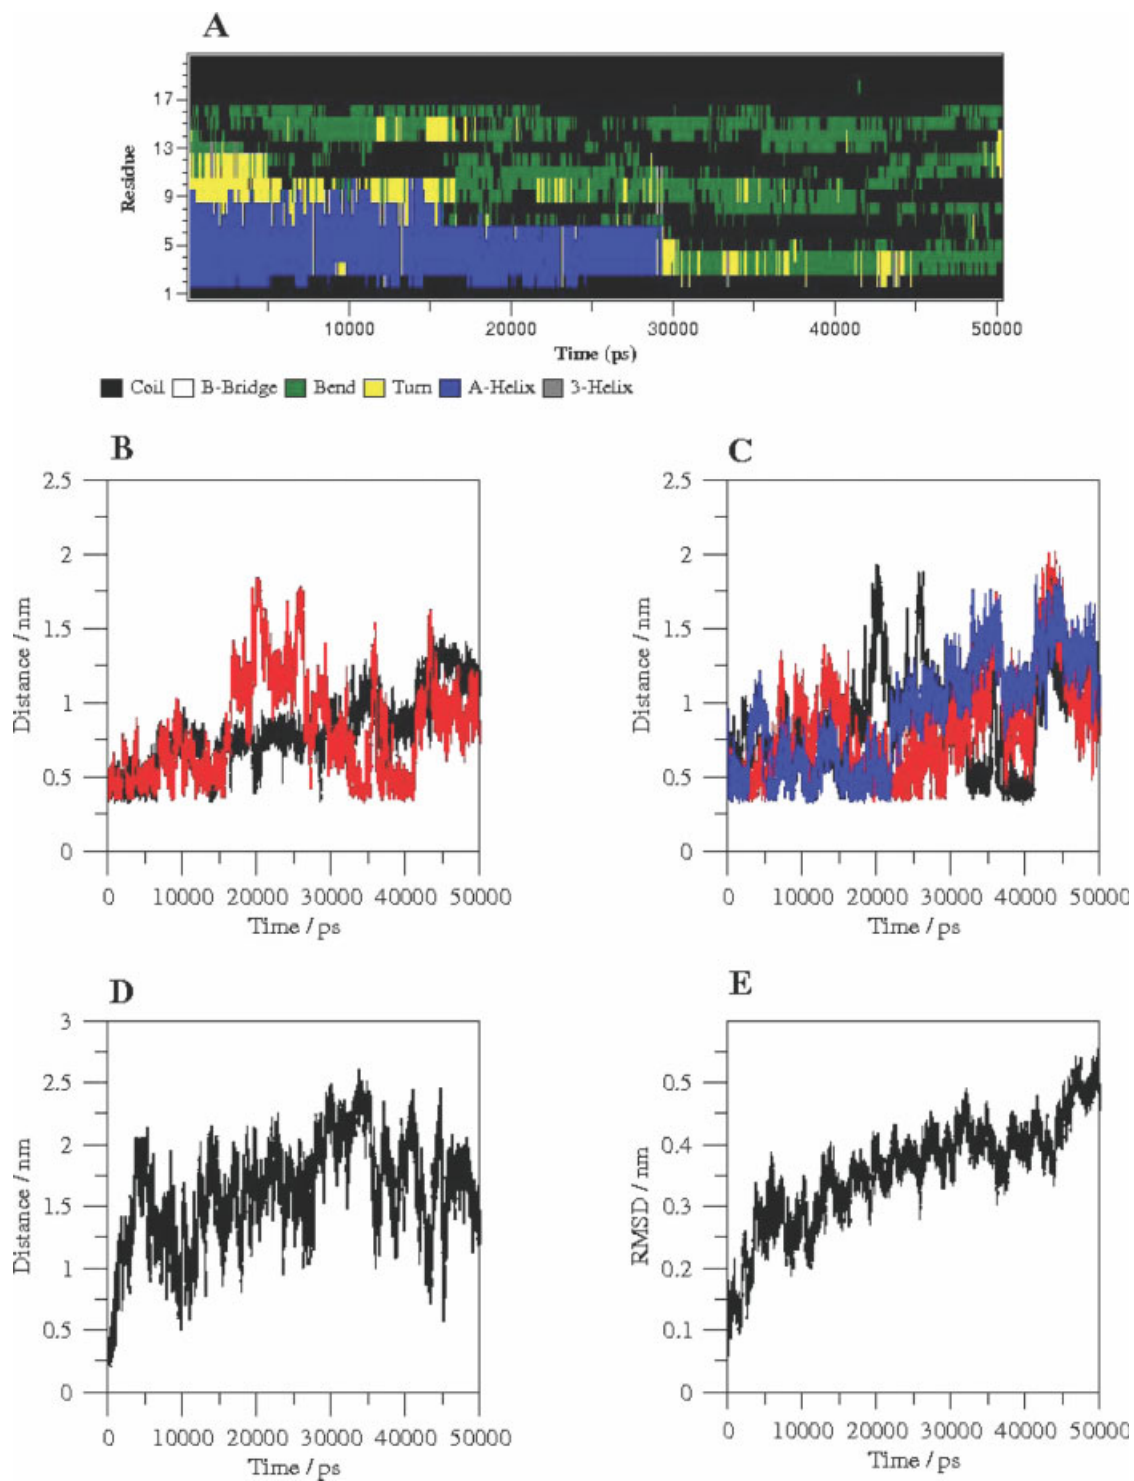 A
17
13
9
5
1
Residue
10000 20000 30000 40000 50000
Time (ps)
Coil B-Bridge Bend Turn A-Helix 3-Helix
B
2.5
2
1.5
1
0.5
0
Distance / nm
0 10000 20000 30000 40000 50000
Time / ps
C
2.5
2
1.5
1
0.5
0
Distance / nm
0 10000 20000 30000 40000 50000
Time / ps
D
3
2.5
2
1.5
1
0.5
0
Distance / nm
0 10000 20000 30000 40000 50000
Time / ps
E
0.5
0.4
0.3
0.2
0.1
0
RMSD / nm
0 10000 20000 30000 40000 50000
Time / ps